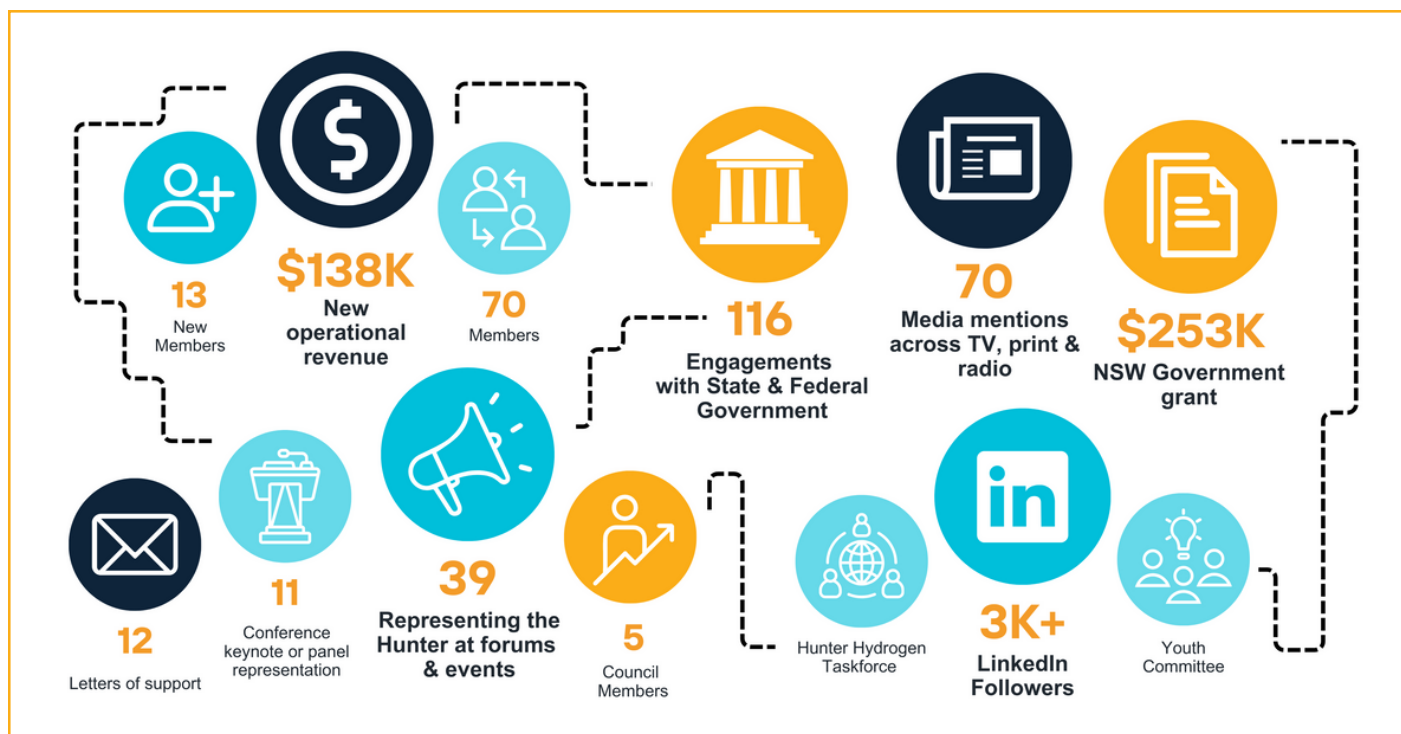 13
New
Members
$138K
New
operational
revenue
70
Members
116
Engagements
with State & Federal
Government
70
Media mentions
across TV, print &
radio
$253K
NSW Government
grant
12
Letters of support
11
Conference
keynote or panel
representation
39
Representing the
Hunter at forums
& events
5
Council
Members
Hunter Hydrogen
Taskforce
in
3K+
LinkedIn
Followers
Youth
Committee